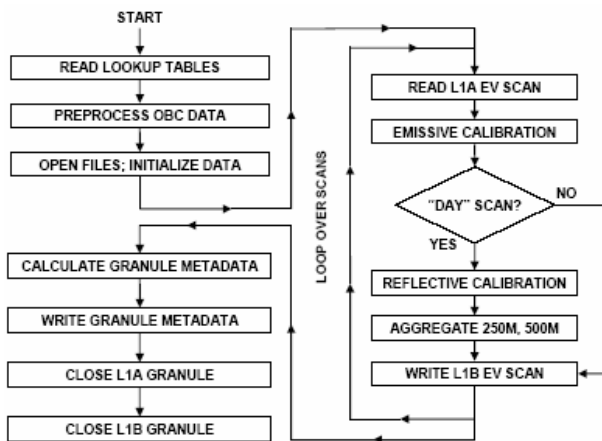 START
READ LOOKUP TABLES
PREPROCESS OBC DATA
OPEN FILES; INITIALIZE DATA
LOOP OVER SCANS
READ L1A EV SCAN
EMISSIVE CALIBRATION
"DAY" SCAN?
NO
YES
REFLECTIVE CALIBRATION
AGGREGATE 250M, 500M
WRITE L1B EV SCAN
CALCULATE GRANULE METADATA
WRITE GRANULE METADATA
CLOSE L1A GRANULE
CLOSE L1B GRANULE